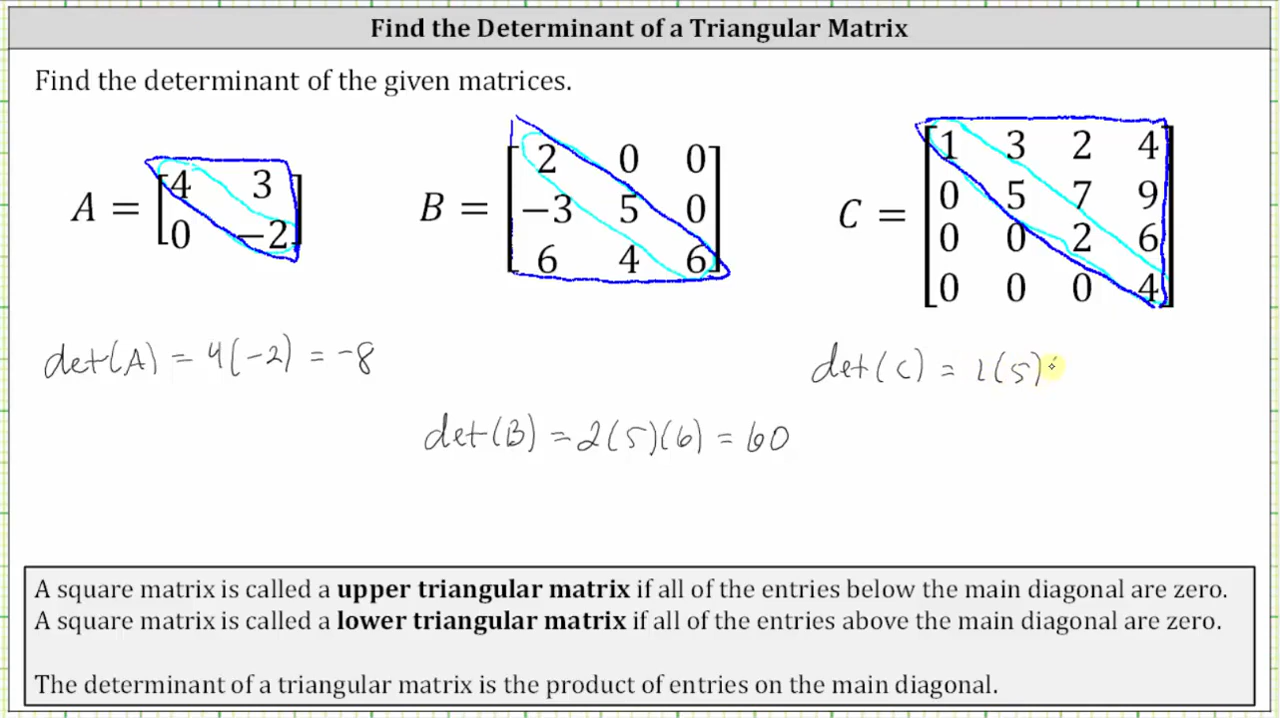 Find the Determinant of a Triangular Matrix
Find the determinant of the given matrices.
A = [4 3
0 −2]
B = [2 0 0
−3 5 0
6 4 6]
C = [1 3 2 4
0 5 7 9
0 0 2 6
0 0 0 4]
det(A) = 4(-2) = -8
det(B) = 2(5)(6) = 60
det(C) = 1(5)
A square matrix is called a upper triangular matrix if all of the entries below the main diagonal are zero.
A square matrix is called a lower triangular matrix if all of the entries above the main diagonal are zero.
The determinant of a triangular matrix is the product of entries on the main diagonal.